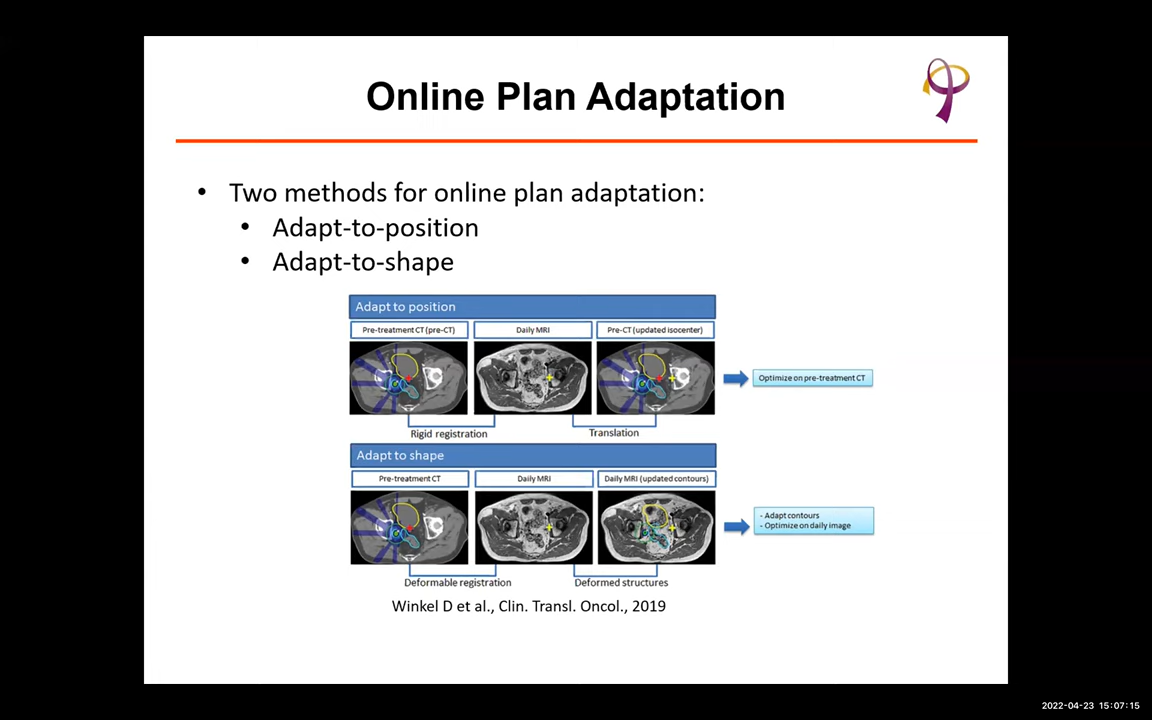 Online Plan Adaptation
• Two methods for online plan adaptation:
• Adapt-to-position
• Adapt-to-shape
Adapt to position
Pre-treatment CT (pre-CT)
Daily MRI
Pre-CT (updated isocenter)
Optimize on pre-treatment CT
Rigid registration
Translation
Adapt to shape
Pre-treatment CT
Daily MRI
Daily MRI (updated contours)
- Adapt contours
- Optimize on daily image
Deformable registration
Deformed structures
Winkel D et al., Clin. Transl. Oncol., 2019
2022-04-23 15:07:15